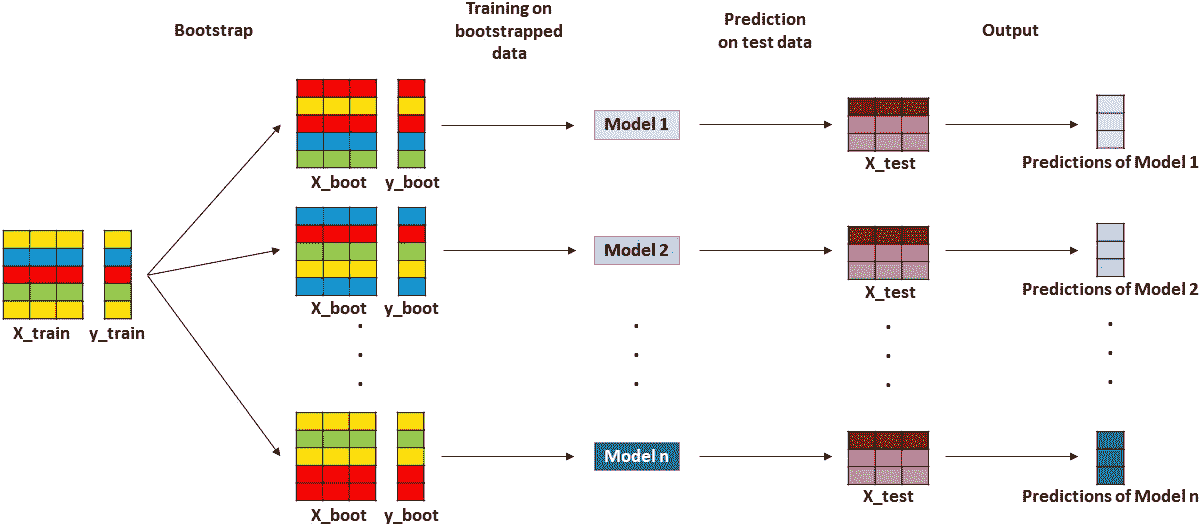 Bootstrap
Training on
bootstrapped
data
Prediction
on test data
Output
X_boot y_boot
Model 1
X_test
Predictions of Model 1
X_train y_train
X_boot y_boot
Model 2
X_test
Predictions of Model 2
X_boot y_boot
Model n
X_test
Predictions of Model n